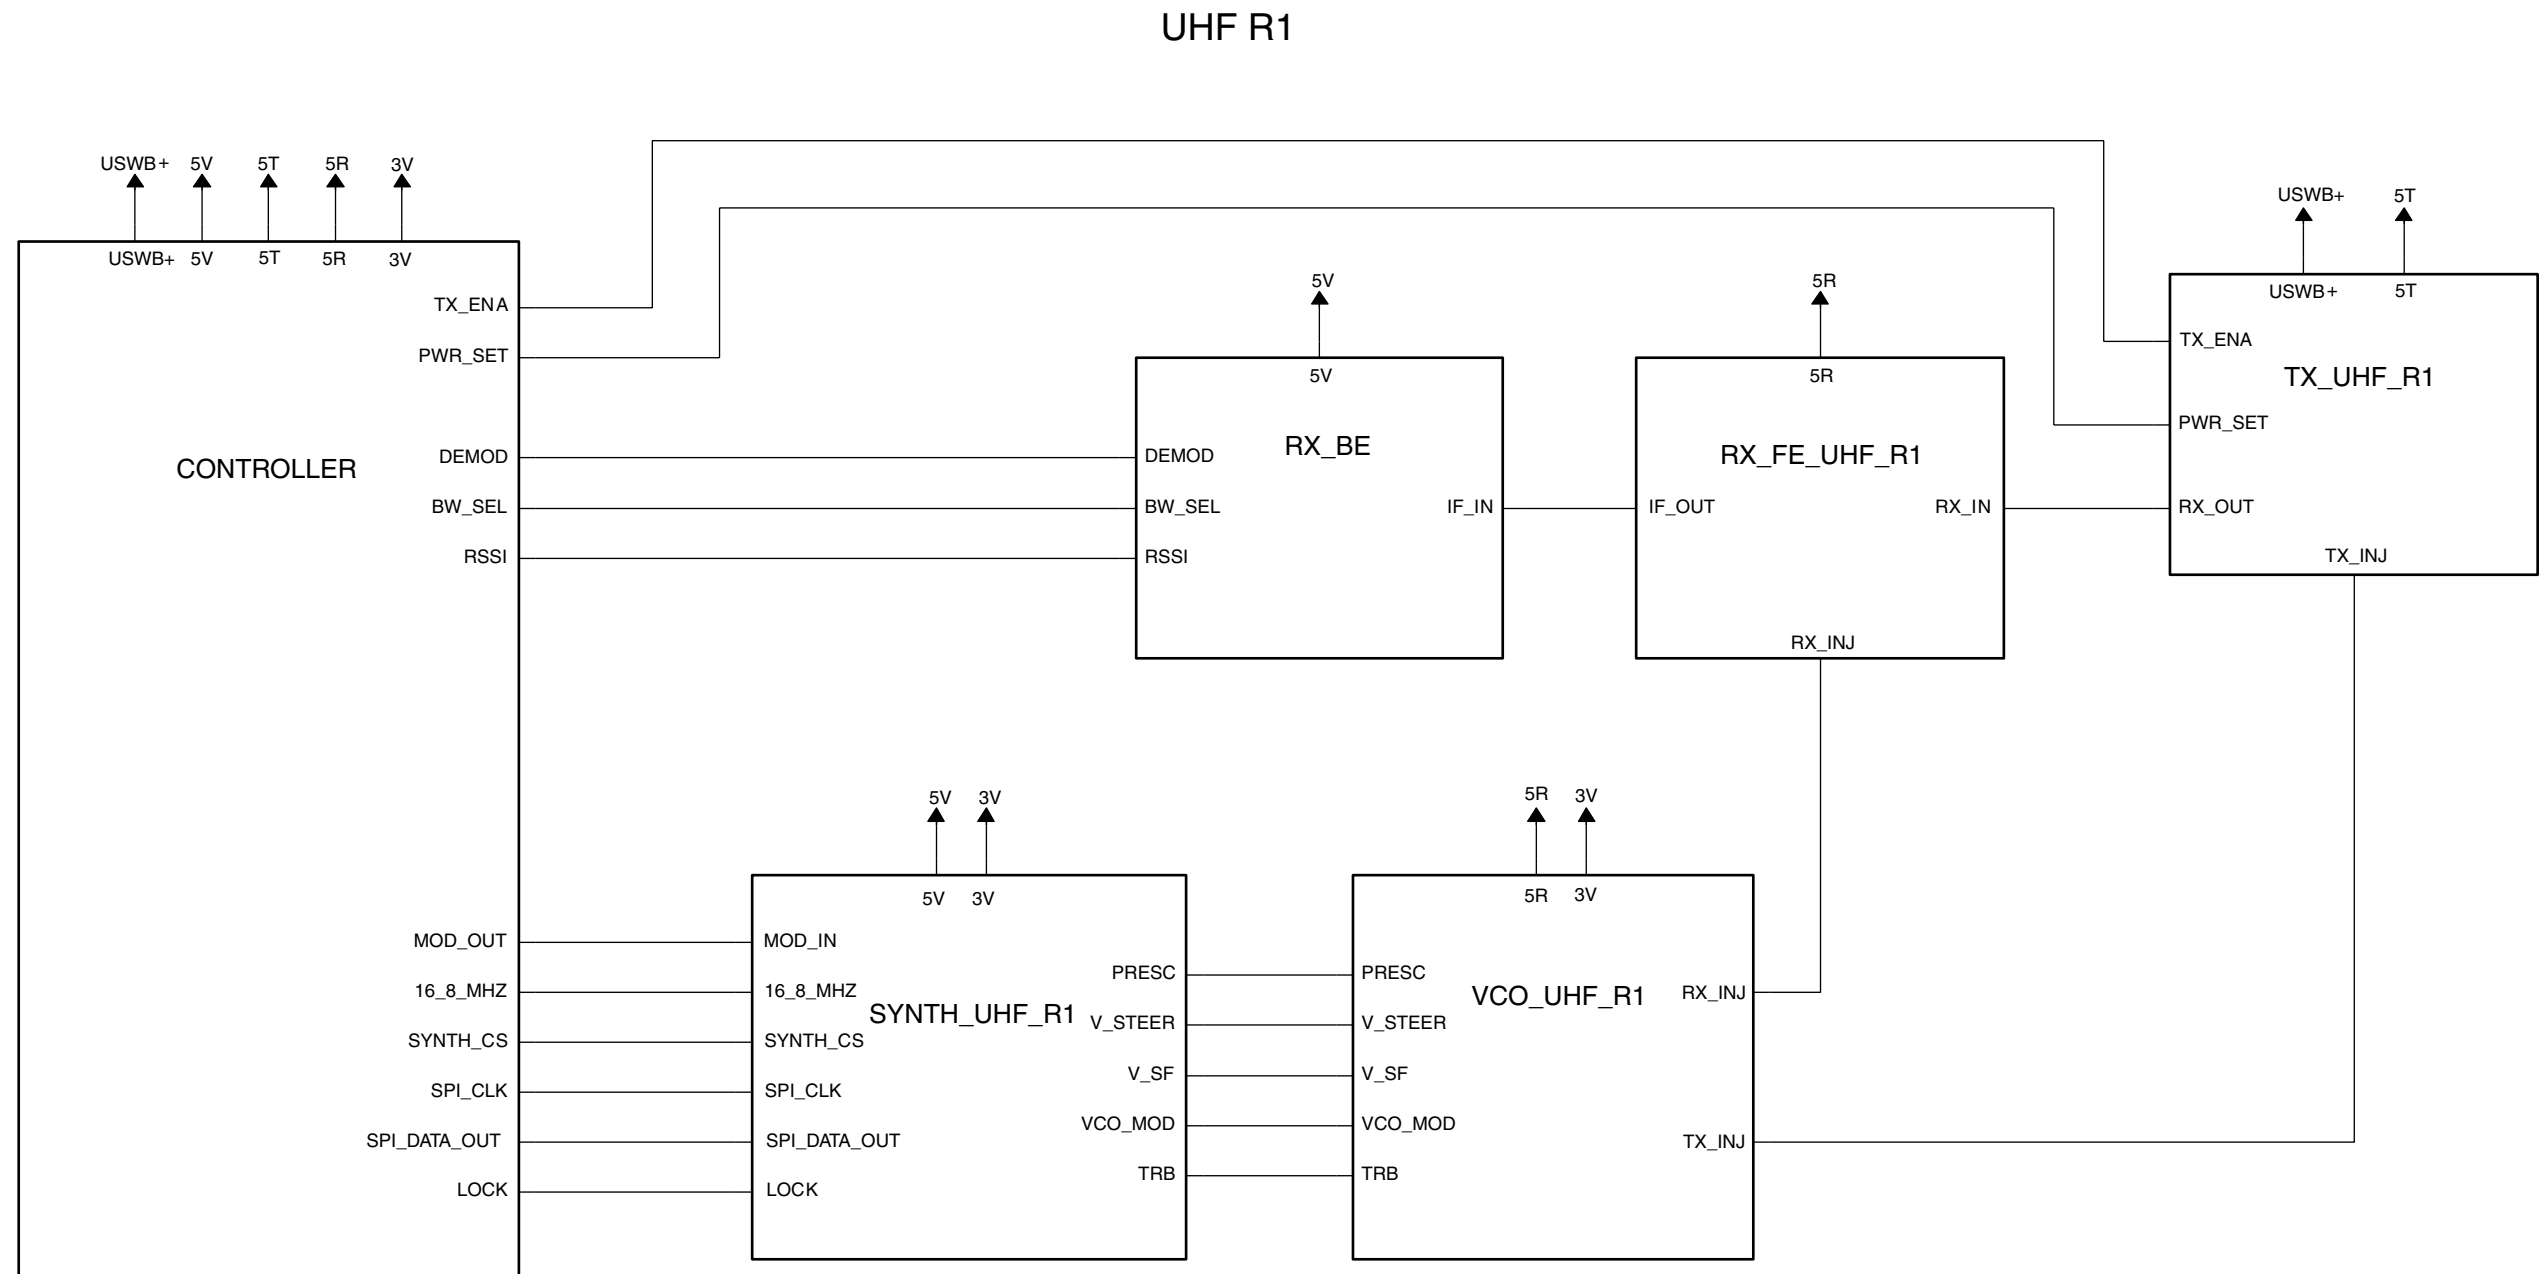 UHF R1
USWB+ 5V 5T 5R 3V
USWB+ 5V 5T 5R 3V
TX_ENA
PWR_SET
CONTROLLER
DEMOD
BW_SEL
RSSI
MOD_OUT
16_8_MHZ
SYNTH_CS
SPI_CLK
SPI_DATA_OUT
LOCK
5V
5V
RX_BE
DEMOD
BW_SEL
IF_IN
RSSI
5R
5R
RX_FE_UHF_R1
IF_OUT
RX_IN
RX_INJ
USWB+ 5T
USWB+ 5T
TX_ENA
TX_UHF_R1
PWR_SET
RX_OUT
TX_INJ
5V 3V
5V 3V
MOD_IN
16_8_MHZ
SYNTH_UHF_R1
SYNTH_CS
SPI_CLK
SPI_DATA_OUT
LOCK
PRESC
V_STEER
V_SF
VCO_MOD
TRB
5R 3V
5R 3V
PRESC
VCO_UHF_R1
V_STEER
V_SF
VCO_MOD
TRB
RX_INJ
TX_INJ